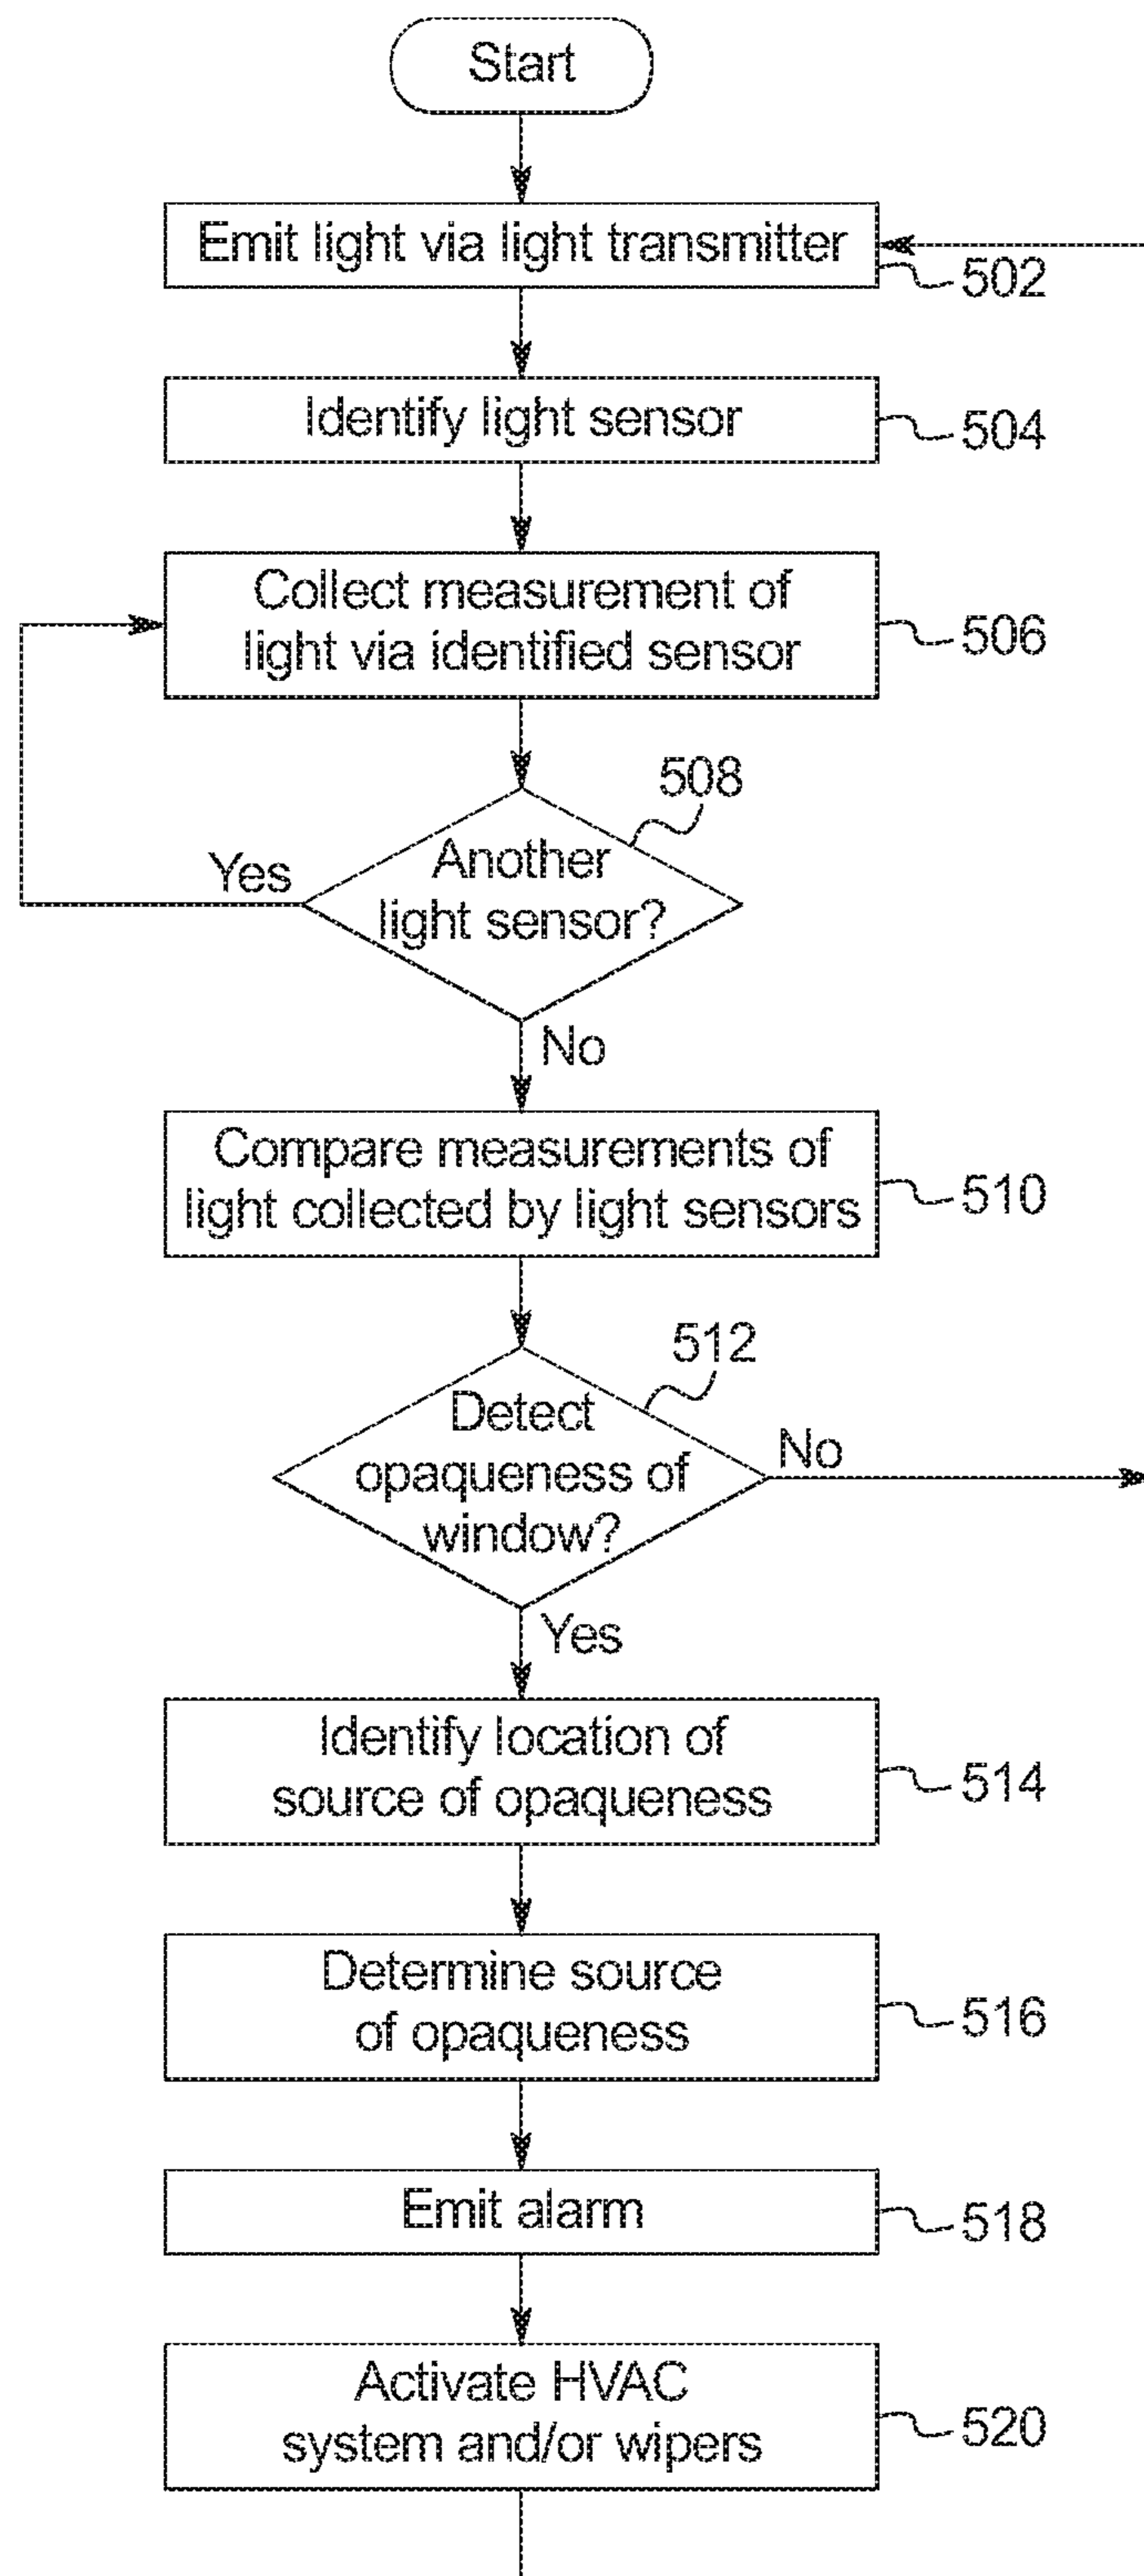 Start
Emit light via light transmitter
502
Identify light sensor
504
Collect measurement of
light via identified sensor
506
508
Another
light sensor?
Yes
No
Compare measurements of
light collected by light sensors
510
512
Detect
opaqueness of
window?
No
Yes
Identify location of
source of opaqueness
514
Determine source
of opaqueness
516
Emit alarm
518
Activate HVAC
system and/or wipers
520